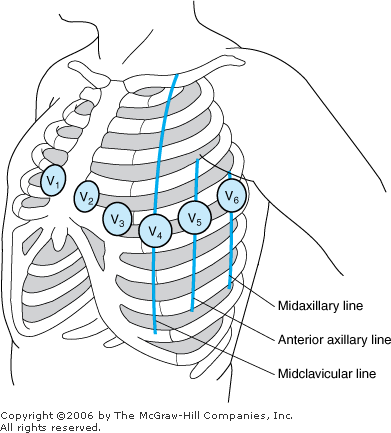 V1
V2
V3
V4
V5
V6
Midaxillary line
Anterior axillary line
Midclavicular line
Copyright ©2006 by The McGraw-Hill Companies, Inc.
All rights reserved.